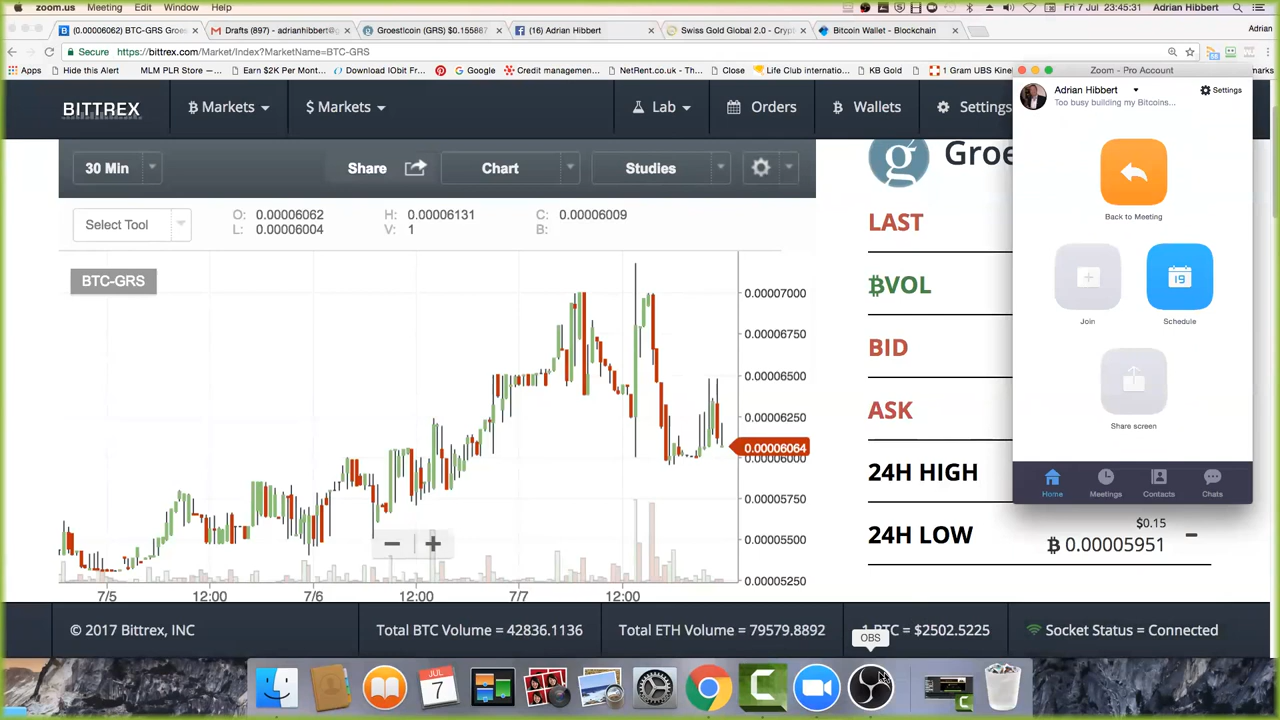 zoom.us Meeting Edit Window Help Fri 7 Jul 20:45:31 Adrian Hibbert
(0.00006062) BTC-GRS Groes Drafts (897) - adrianhibbert@g Groestlcoin (GRS) $0.155887 (16) Adrian Hibbert Swiss Gold Global 2.0 - Crypt Bitcoin Wallet - Blockchain Adrian
Secure https://bittrex.com/Market/Index?MarketName=BTC-GRS
Apps Hide this Alert MLM PLR Store —... Earn $2K Per Mont... Download IObit Fr... Google Credit managemen... NetRent.co.uk - Th... Close Life Club internatio... KB Gold 1 Gram UBS Kine
Zoom - Pro Account
Adrian Hibbert Settings
Too busy building my Bitcoins...
BITTREX Markets $ Markets Lab Orders Wallets Settings
30 Min Share Chart Studies
Groe
Select Tool O: 0.00006062 H: 0.00006131 C: 0.00006009
L: 0.00006004 V: 1 B:
Back to Meeting
LAST
BTC-GRS
0.00007000
VOL
Join Schedule
0.00006750
BID
0.00006500
ASK
0.00006250
Share screen
0.00006064
0.00006000
24H HIGH
Home Meetings Contacts Chats
0.00005750
24H LOW
$0.15
0.00005951
− +
0.00005500
0.00005250
7/5 12:00 7/6 12:00 7/7 12:00
© 2017 Bittrex, INC Total BTC Volume = 42836.1136 Total ETH Volume = 79579.8892 1 BTC = $2502.5225 Socket Status = Connected
OBS
JUL
7